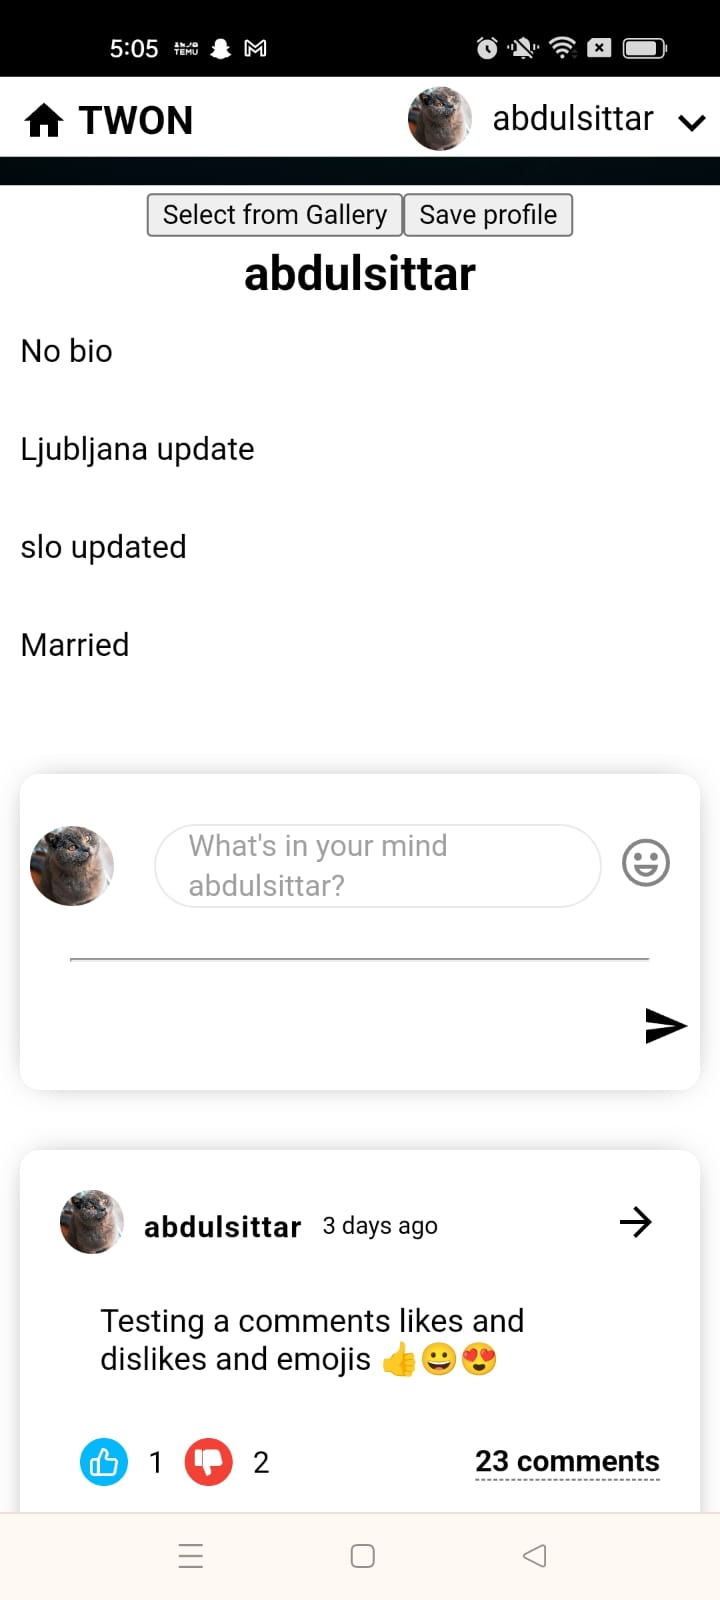 5:05 TEMU
TWON abdulsittar
Select from Gallery Save profile
abdulsittar
No bio
Ljubljana update
slo updated
Married
What's in your mind
abdulsittar?
abdulsittar 3 days ago
Testing a comments likes and
dislikes and emojis 👍😀😍
1 2 23 comments